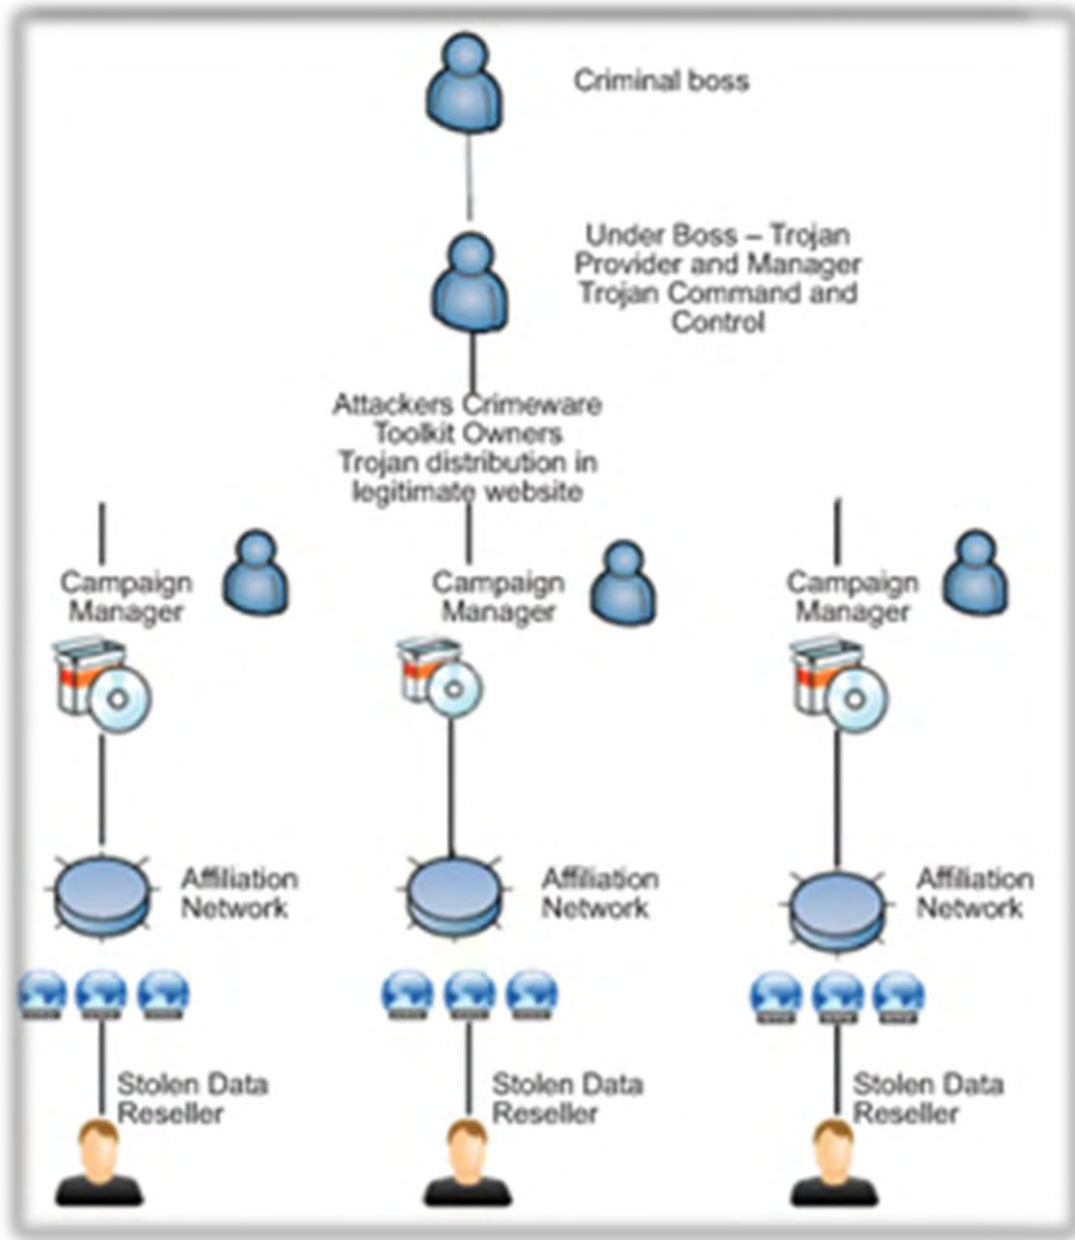 Criminal boss
Under Boss – Trojan
Provider and Manager
Trojan Command and
Control
Attackers Crimeware
Toolkit Owners
Trojan distribution in
legitimate website
Campaign
Manager
Campaign
Manager
Campaign
Manager
Affiliation
Network
Affiliation
Network
Affiliation
Network
Stolen Data
Reseller
Stolen Data
Reseller
Stolen Data
Reseller